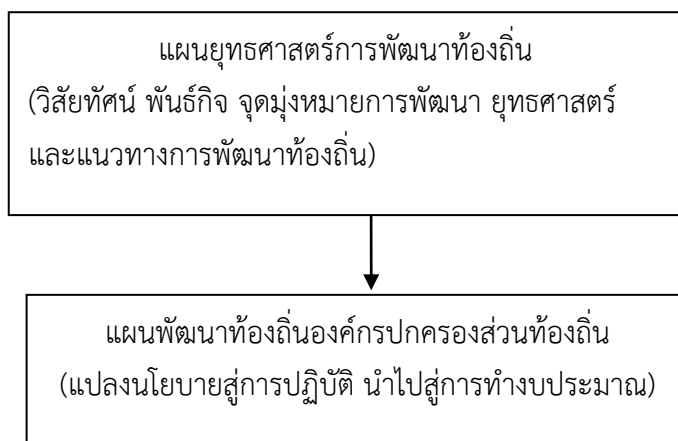 แผนยุทธศาสตร์การพัฒนาท้องถิ่น
(วิสัยทัศน์ พันธ์กิจ จุดมุ่งหมายการพัฒนา ยุทธศาสตร์
และแนวทางการพัฒนาท้องถิ่น)
แผนพัฒนาท้องถิ่นองค์กรปกครองส่วนท้องถิ่น
(แปลงนโยบายสู่การปฏิบัติ นำไปสู่การทำงบประมาณ)